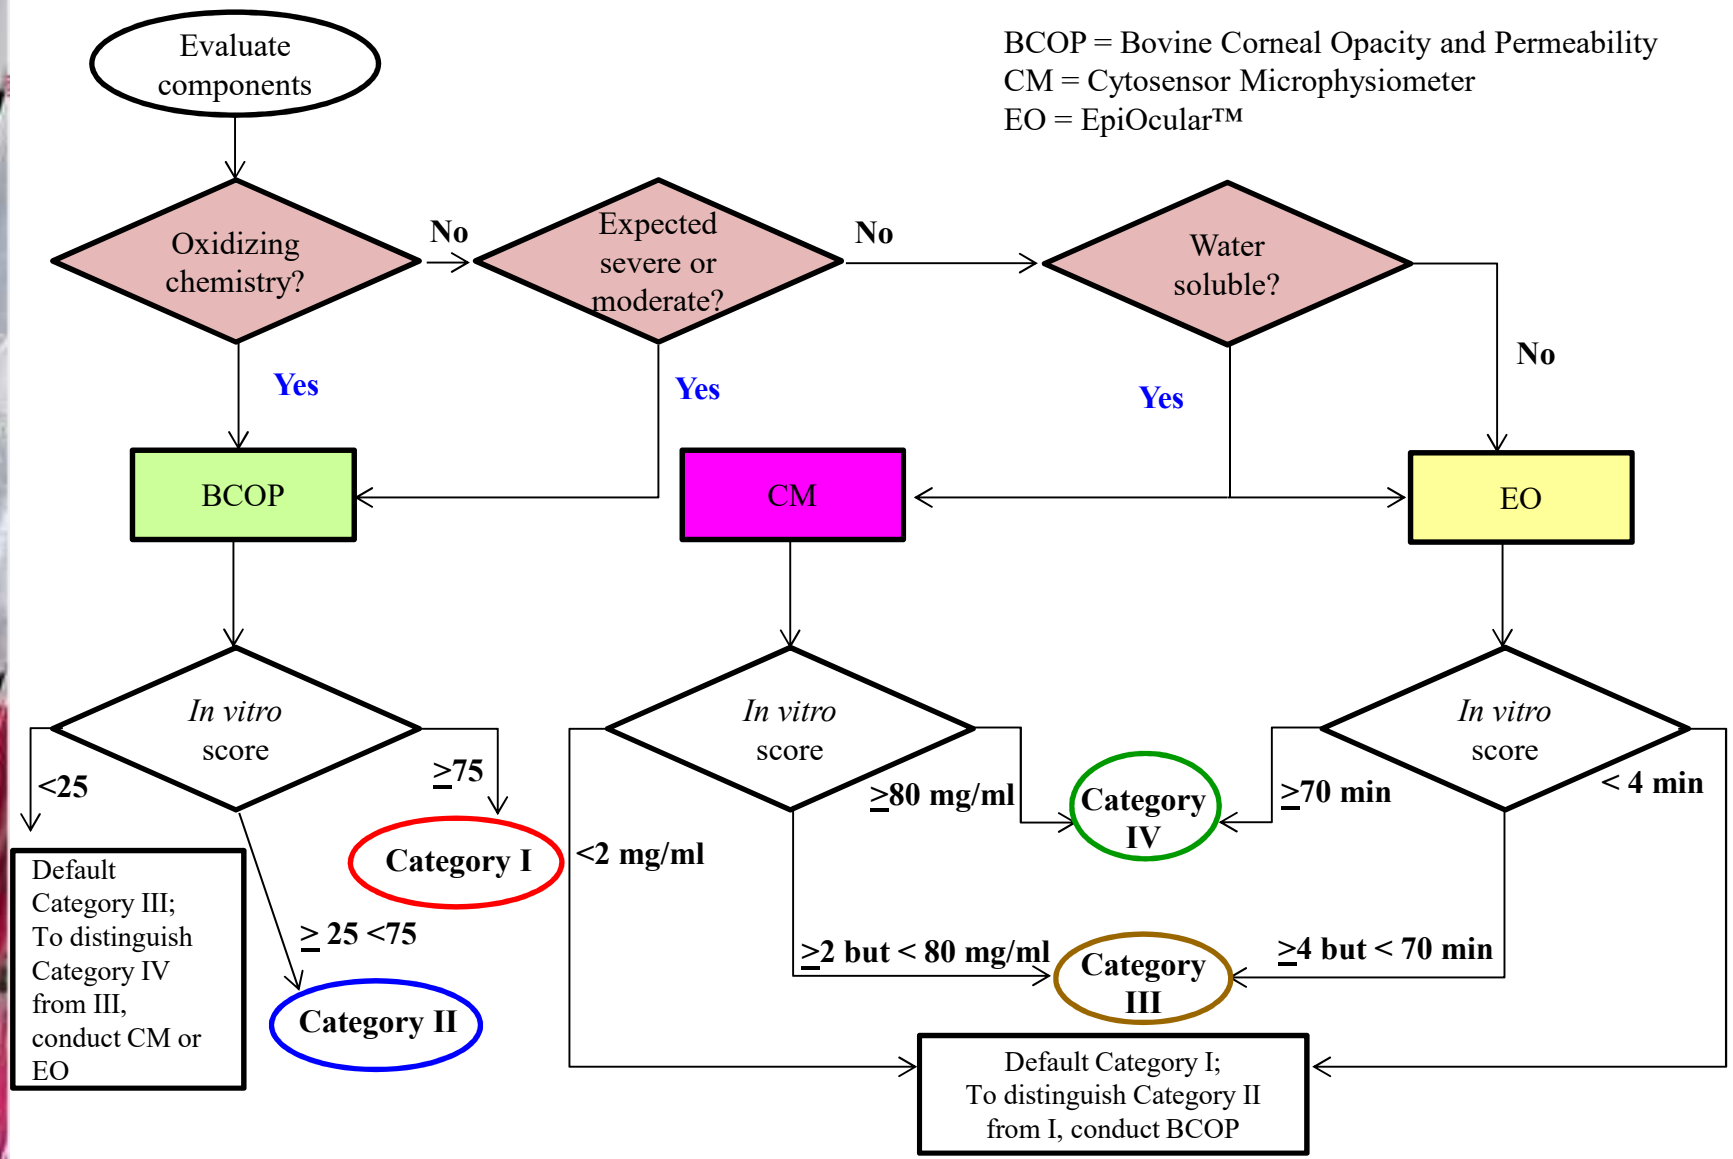 Evaluate
components
BCOP = Bovine Corneal Opacity and Permeability
CM = Cytosensor Microphysiometer
EO = EpiOcular™
Oxidizing
chemistry?
No
Expected
severe or
moderate?
No
Water
soluble?
No
Yes
Yes
Yes
BCOP
CM
EO
In vitro
score
In vitro
score
In vitro
score
<25
≥75
≥80 mg/ml
≥70 min
< 4 min
Category
IV
Category I
<2 mg/ml
Default
Category III;
To distinguish
Category IV
from III,
conduct CM or
EO
≥ 25 <75
≥2 but < 80 mg/ml
≥4 but < 70 min
Category
III
Category II
Default Category I;
To distinguish Category II
from I, conduct BCOP